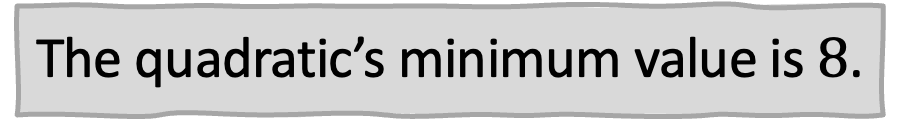 The quadratic’s minimum value is 8.